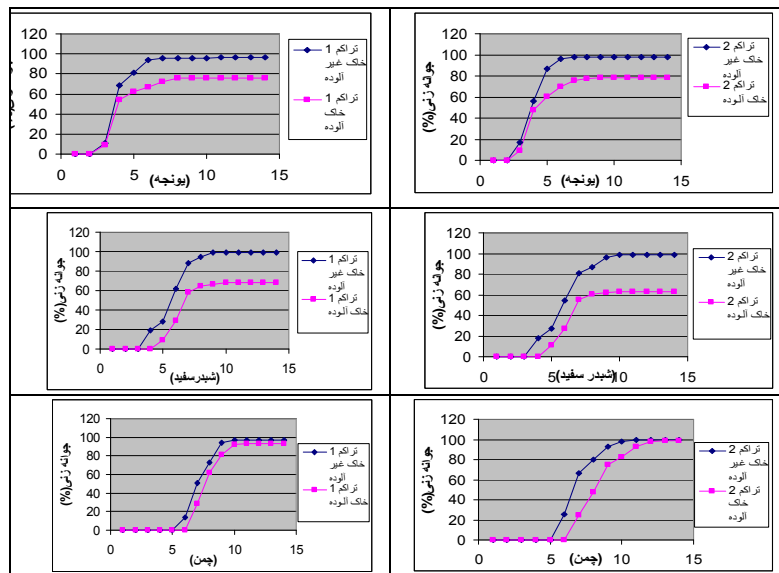 120
100
80
60
40
20
0
0 5 10 15
(یونجه)
تراکم 1
خاک غیر
آلوده
تراکم 1
خاک
آلوده
جوانه زنی(%)
120
100
80
60
40
20
0
0 5 10 15
(یونجه)
تراکم 2
خاک غیر
آلوده
تراکم 2
خاک آلوده
جوانه زنی(%)
120
100
80
60
40
20
0
0 5 10 15
(شبدرسفید)
تراکم 1
خاک غیر
آلوده
تراکم 1
خاک آلوده
جوانه زنی(%)
120
100
80
60
40
20
0
0 5 10 15
(شبدر سفید)
تراکم 2
خاک غیر
آلوده
تراکم 2
خاک آلوده
جوانه زنی(%)
120
100
80
60
40
20
0
0 5 10 15
(چمن)
تراکم 1
خاک غیر
آلوده
تراکم 1
خاک آلوده
جوانه زنی(%)
120
100
80
60
40
20
0
0 5 10 15
(چمن)
تراکم 2
خاک غیر
آلوده
تراکم 2
خاک
آلوده